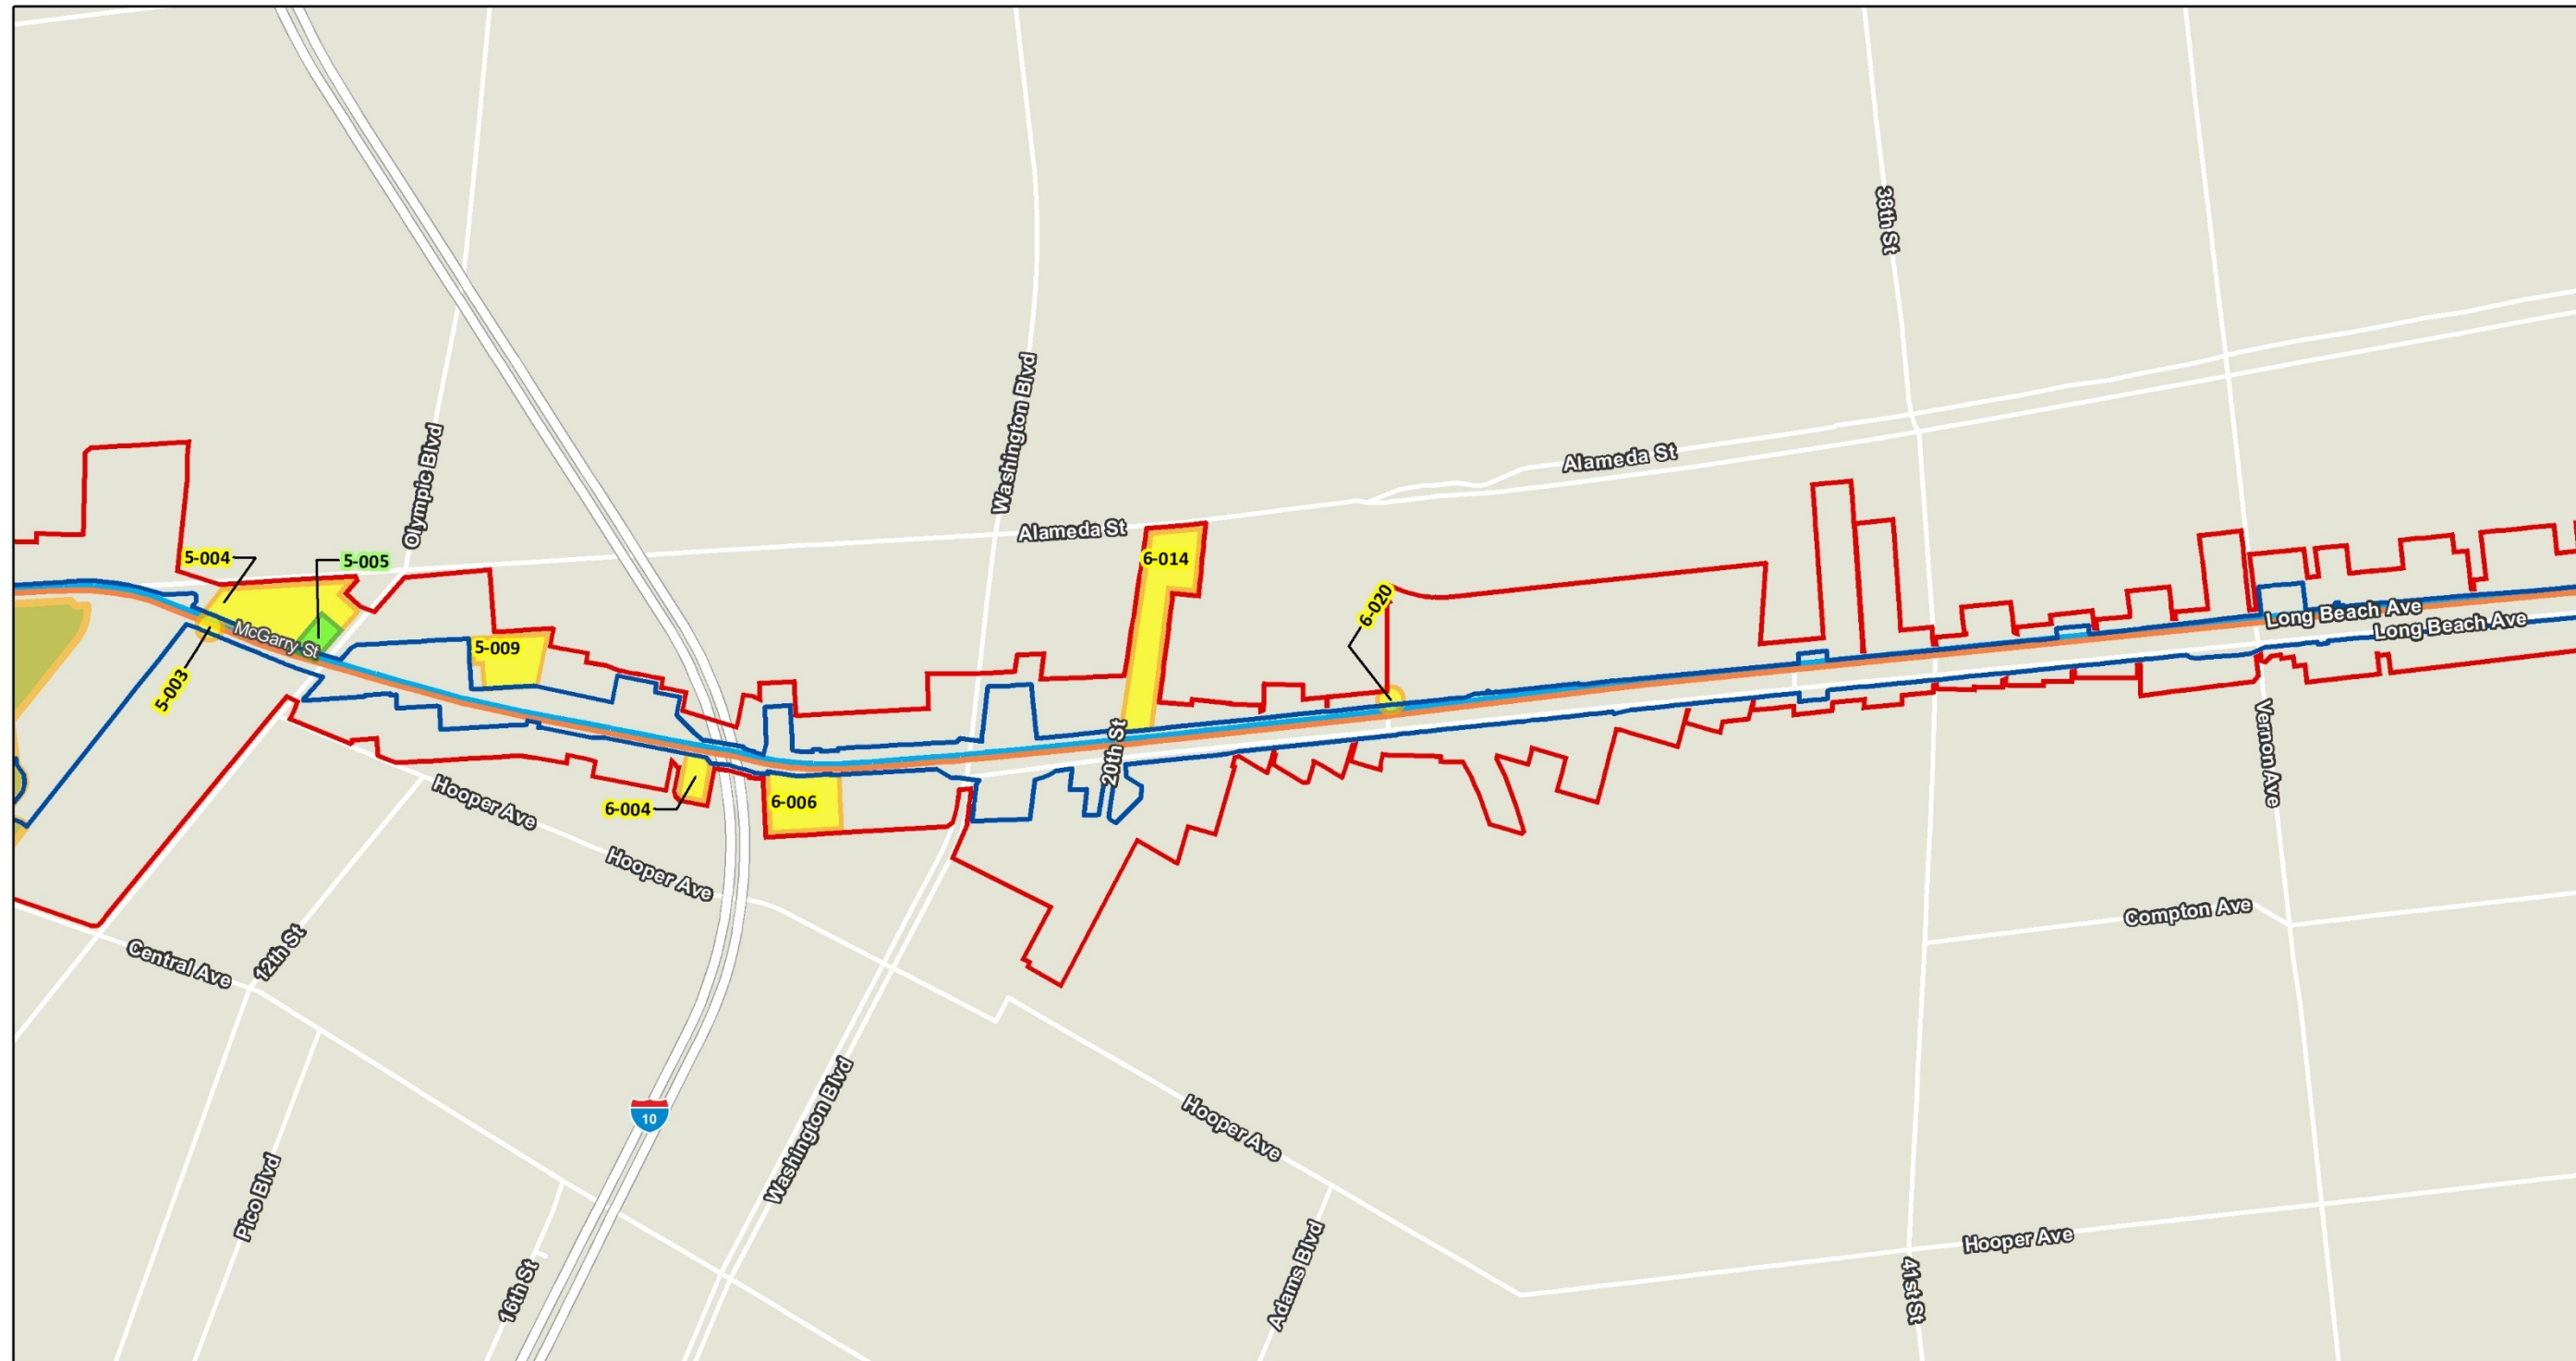 38th St
Olympic Blvd
Washington Blvd
Alameda St
Alameda St
5-004
5-005
6-014
6-020
McGarry St
5-009
5-003
Long Beach Ave
Long Beach Ave
20th St
Vernon Ave
6-004
6-006
Hooper Ave
Hooper Ave
Central Ave
12th St
Compton Ave
10
Washington Blvd
Hooper Ave
Pico Blvd
16th St
Adams Blvd
Hooper Ave
41st St